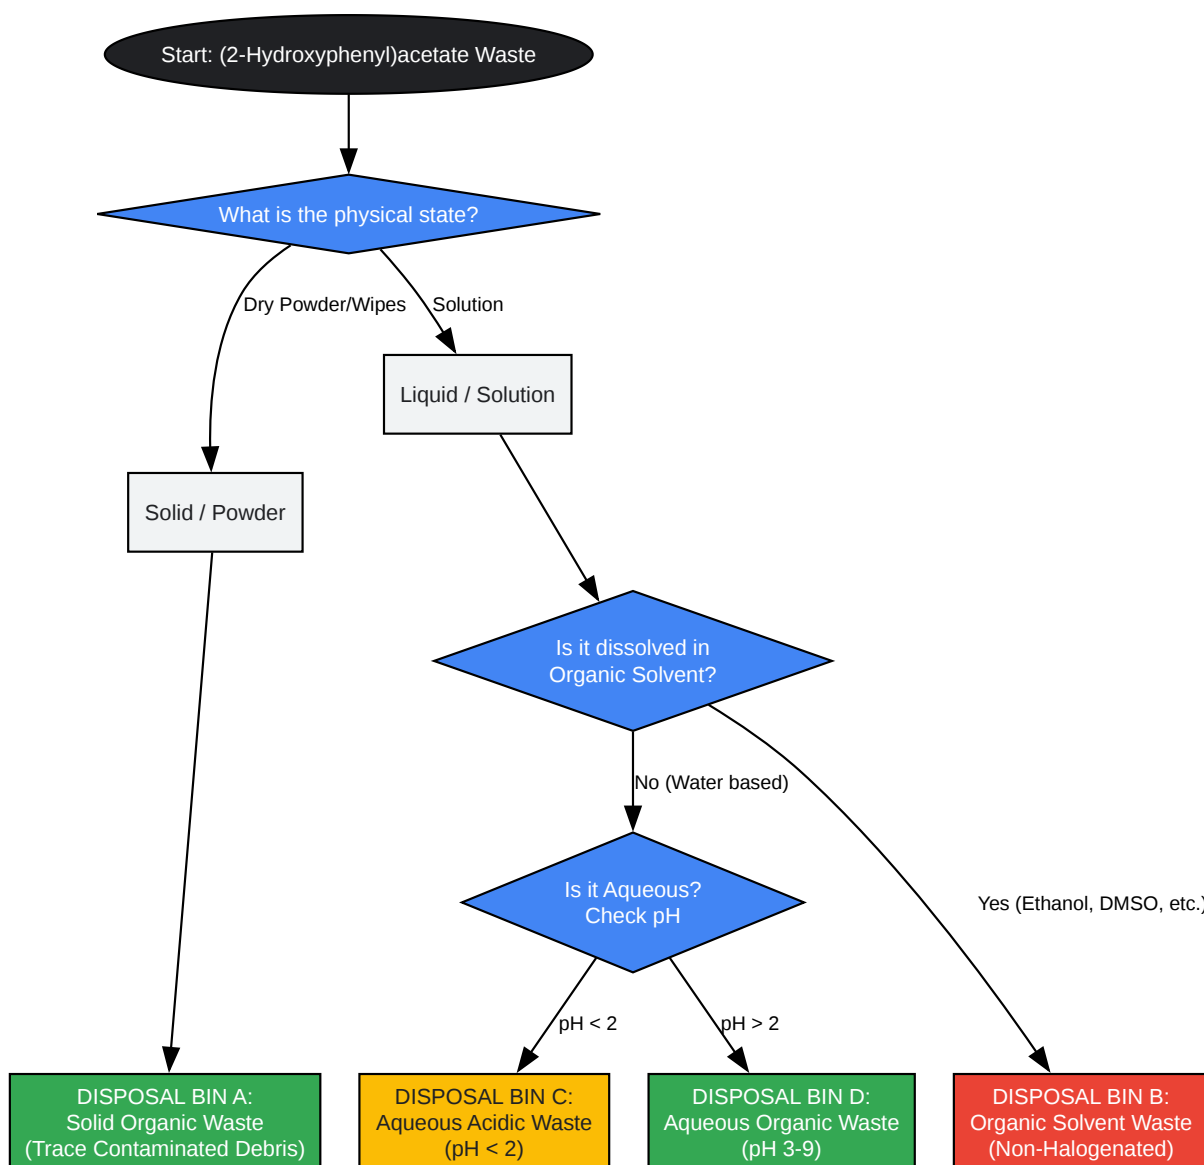 Start: (2-Hydroxyphenyl)acetate Waste
What is the physical state?
Dry Powder/Wipes
Solution
Liquid / Solution
Solid / Powder
Is it dissolved in
Organic Solvent?
No (Water based)
Is it Aqueous?
Check pH
Yes (Ethanol, DMSO, etc.)
pH < 2
pH > 2
DISPOSAL BIN A:
Solid Organic Waste
(Trace Contaminated Debris)
DISPOSAL BIN C:
Aqueous Acidic Waste
(pH < 2)
DISPOSAL BIN D:
Aqueous Organic Waste
(pH 3-9)
DISPOSAL BIN B:
Organic Solvent Waste
(Non-Halogenated)